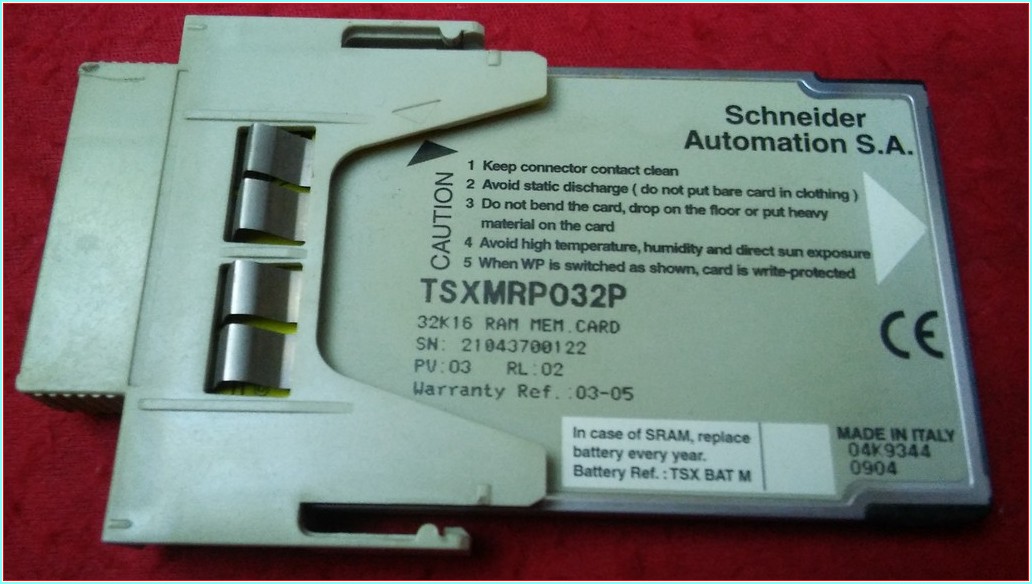 Schneider
Automation S.A.
CAUTION
1 Keep connector contact clean
2 Avoid static discharge ( do not put bare card in clothing )
3 Do not bend the card, drop on the floor or put heavy
material on the card
4 Avoid high temperature, humidity and direct sun exposure
5 When WP is switched as shown, card is write-protected
TSXMRP032P
32K16 RAM MEM.CARD
SN: 21043700122
PV:03 RL:02
Warranty Ref.:03-05
CE
In case of SRAM, replace
battery every year.
Battery Ref. : TSX BAT M
MADE IN ITALY
04K9344
0904